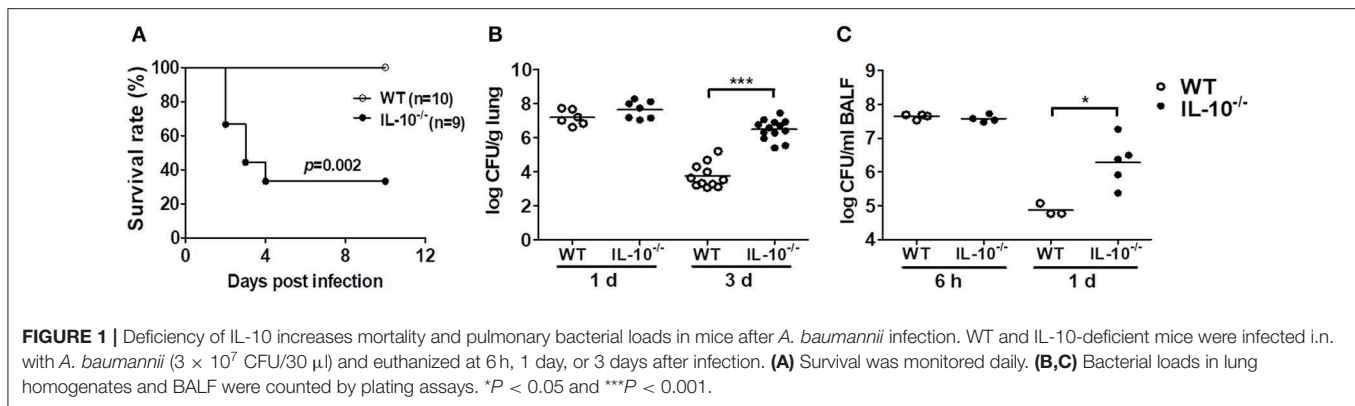 A
Survival rate (%)
100
80
60
40
20
0
WT (n=10)
IL-10-/- (n=9)
p=0.002
0 4 8 12
Days post infection
B
log CFU/g lung
10
8
6
4
2
0
***
WT IL-10-/- WT IL-10-/-
1 d 3 d
C
log CFU/ml BALF
9
8
7
6
5
4
*
WT IL-10-/- WT IL-10-/-
6 h 1 d
WT
IL-10-/-
FIGURE 1 | Deficiency of IL-10 increases mortality and pulmonary bacterial loads in mice after A. baumannii infection. WT and IL-10-deficient mice were infected i.n.
with A. baumannii (3 × 10⁷ CFU/30 µl) and euthanized at 6 h, 1 day, or 3 days after infection. (A) Survival was monitored daily. (B,C) Bacterial loads in lung
homogenates and BALF were counted by plating assays. *P < 0.05 and ***P < 0.001.